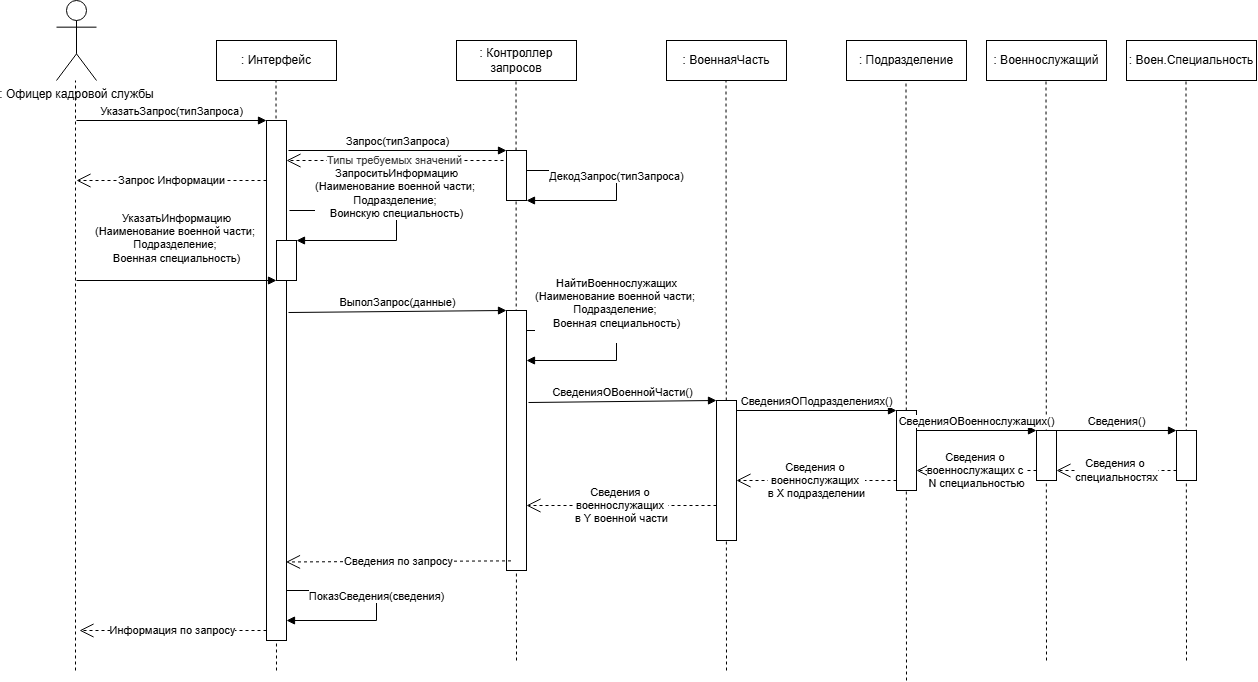 : Интерфейс
: Контроллер
запросов
: ВоеннаяЧасть
: Подразделение
: Военнослужащий
: Воен.Специальность
: Офицер кадровой службы
УказатьЗапрос(типЗапроса)
Запрос(типЗапроса)
Типы требуемых значений
ДекодЗапрос(типЗапроса)
Запрос Информации
ЗапроситьИнформацию
(Наименование военной части;
Подразделение;
Воинскую специальность)
УказатьИнформацию
(Наименование военной части;
Подразделение;
Военная специальность)
ВыполЗапрос(данные)
НайтиВоеннослужащих
(Наименование военной части;
Подразделение;
Военная специальность)
СведенияОВоеннойЧасти()
СведенияОПодразделениях()
СведенияОВоеннослужащих()
Сведения()
Сведения о
специальностях
Сведения о
военнослужащих с
N специальностью
Сведения о
военнослужащих
в X подразделении
Сведения о
военнослужащих
в Y военной части
Сведения по запросу
ПоказСведения(сведения)
Информация по запросу